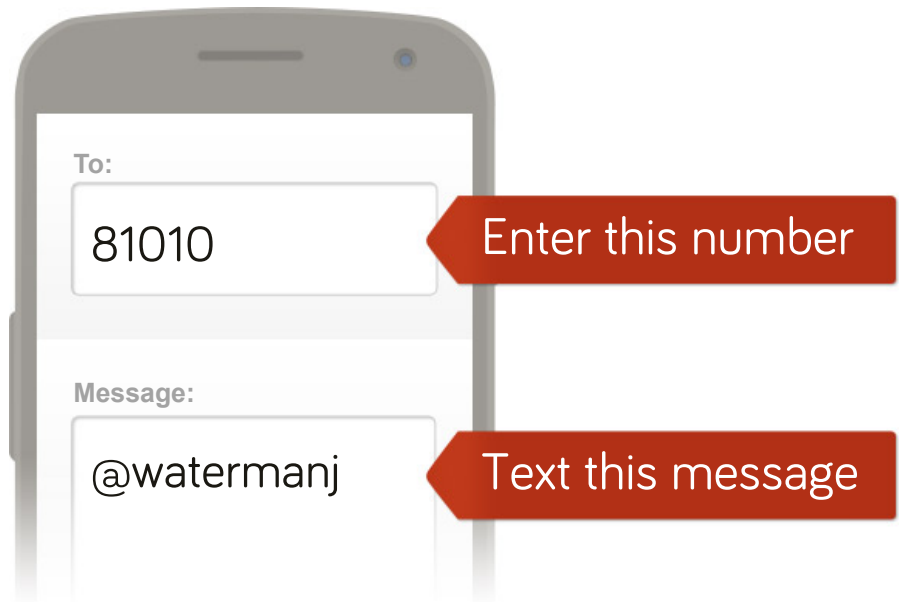 To:
81010
Enter this number
Message:
@watermanj
Text this message